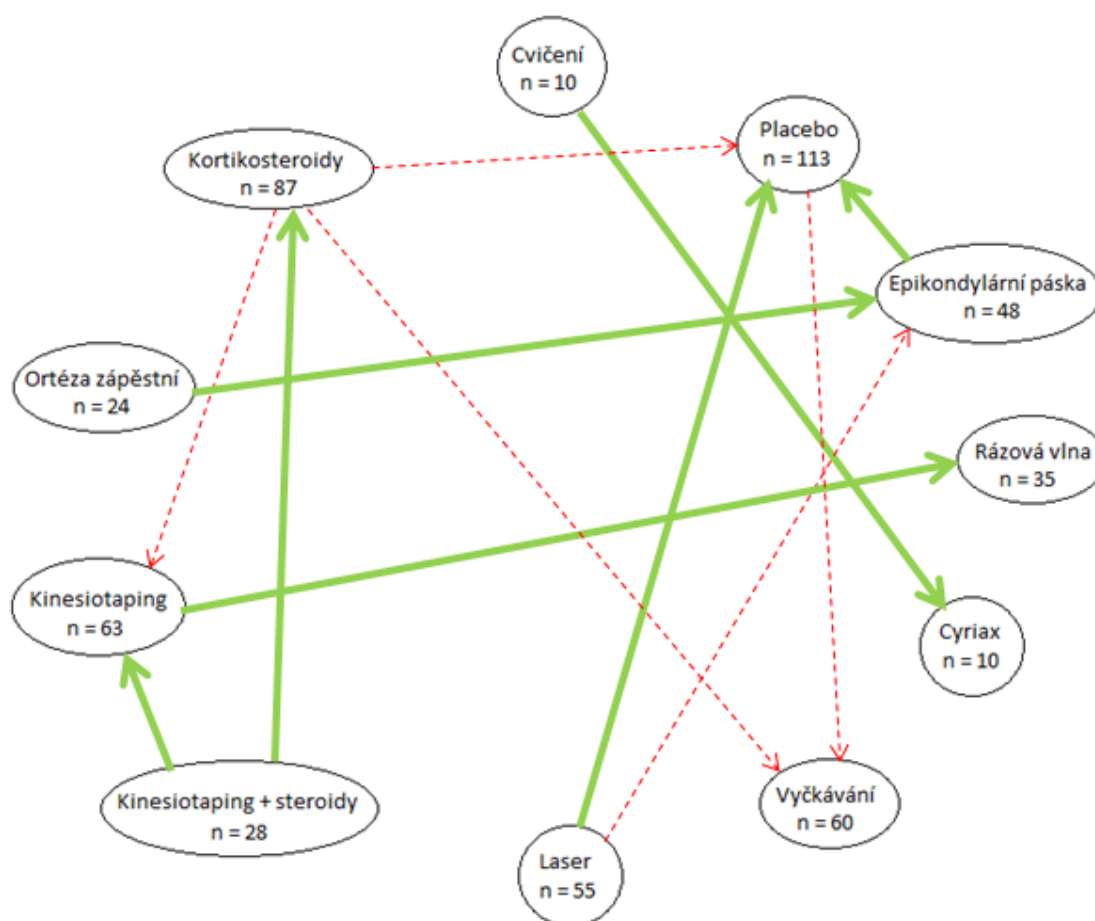 Cvičení
n = 10
Placebo
n = 113
Kortikosteroidy
n = 87
Epikondylární páska
n = 48
Ortéza zápěstní
n = 24
Rázová vlna
n = 35
Kinesiotaping
n = 63
Cyriax
n = 10
Kinesiotaping + steroidy
n = 28
Vyčkávání
n = 60
Laser
n = 55